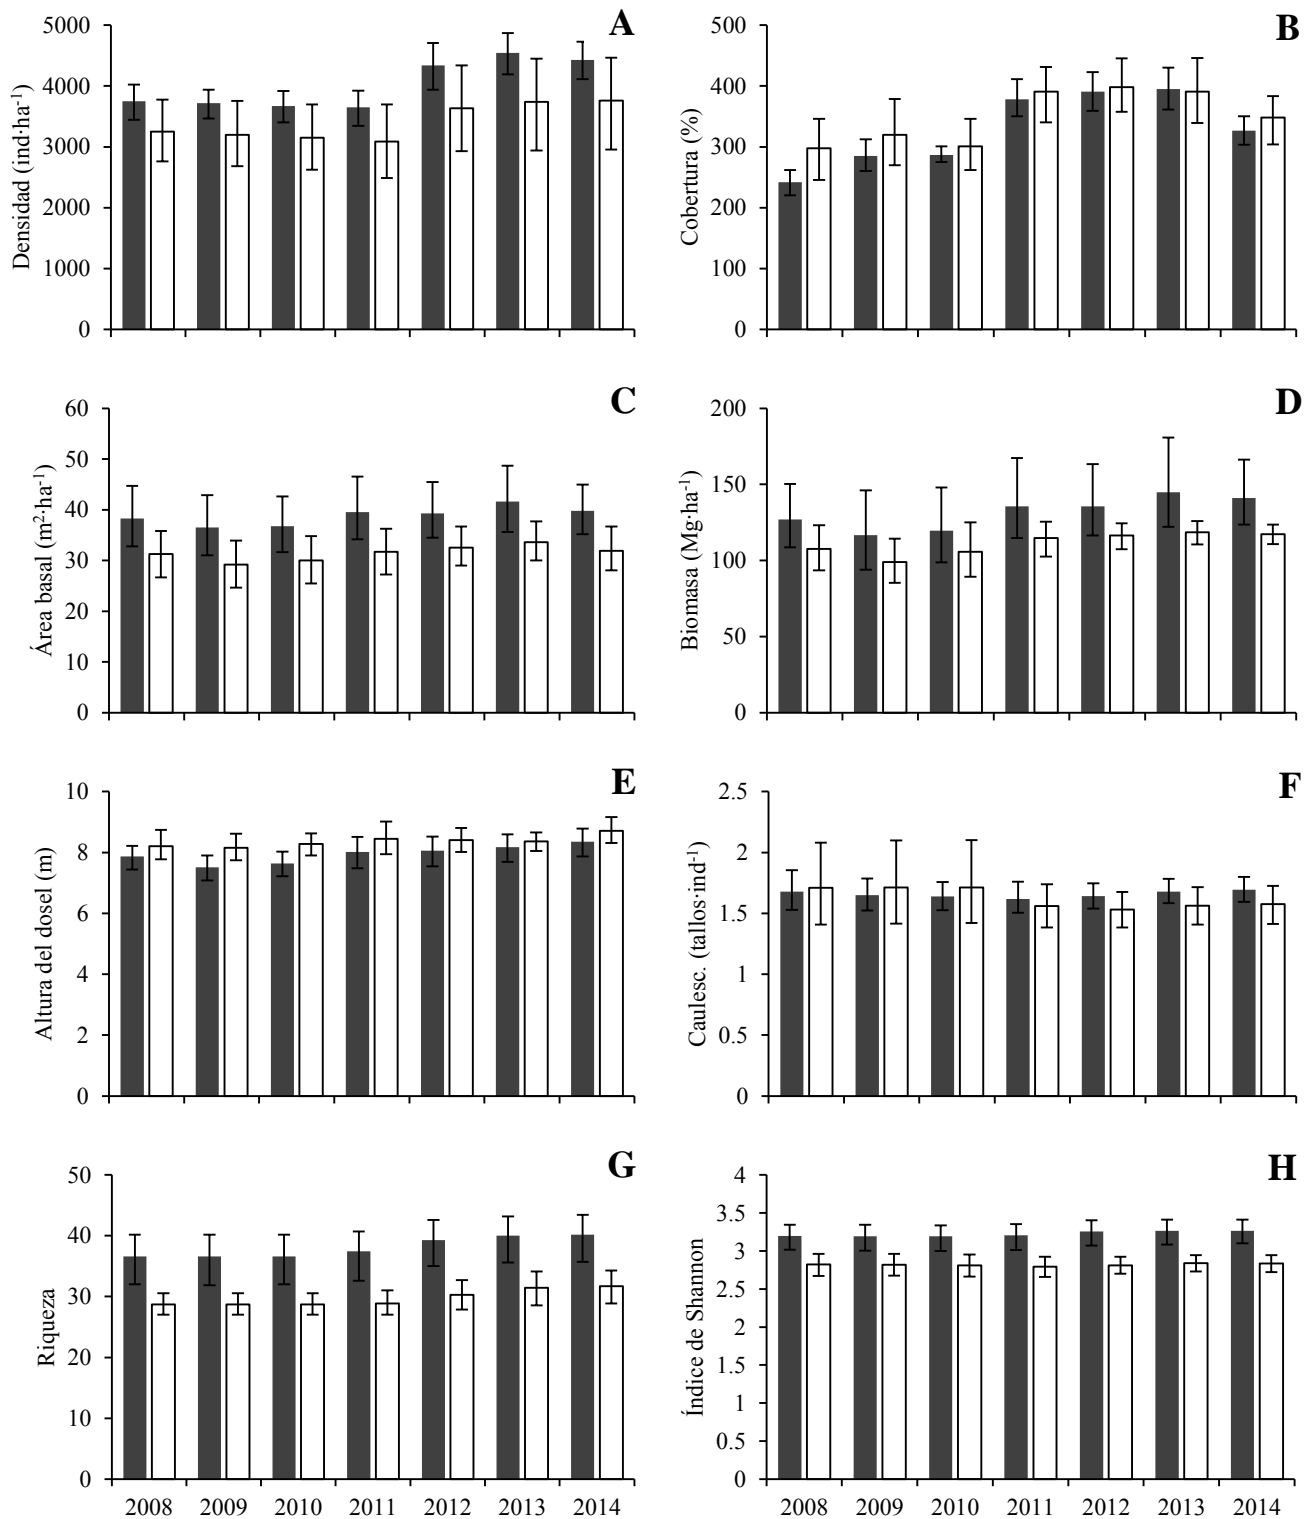 A
Densidad (ind·ha-1)
5000
4000
3000
2000
1000
0
B
Cobertura (%)
500
400
300
200
100
0
C
Área basal (m2·ha-1)
60
50
40
30
20
10
0
D
Biomasa (Mg·ha-1)
200
150
100
50
0
E
Altura del dosel (m)
10
8
6
4
2
0
F
Caulesc. (tallos·ind-1)
2.5
2
1.5
1
0.5
0
G
Riqueza
50
40
30
20
10
0
2008 2009 2010 2011 2012 2013 2014
H
Índice de Shannon
4
3.5
3
2.5
2
1.5
1
0.5
0
2008 2009 2010 2011 2012 2013 2014